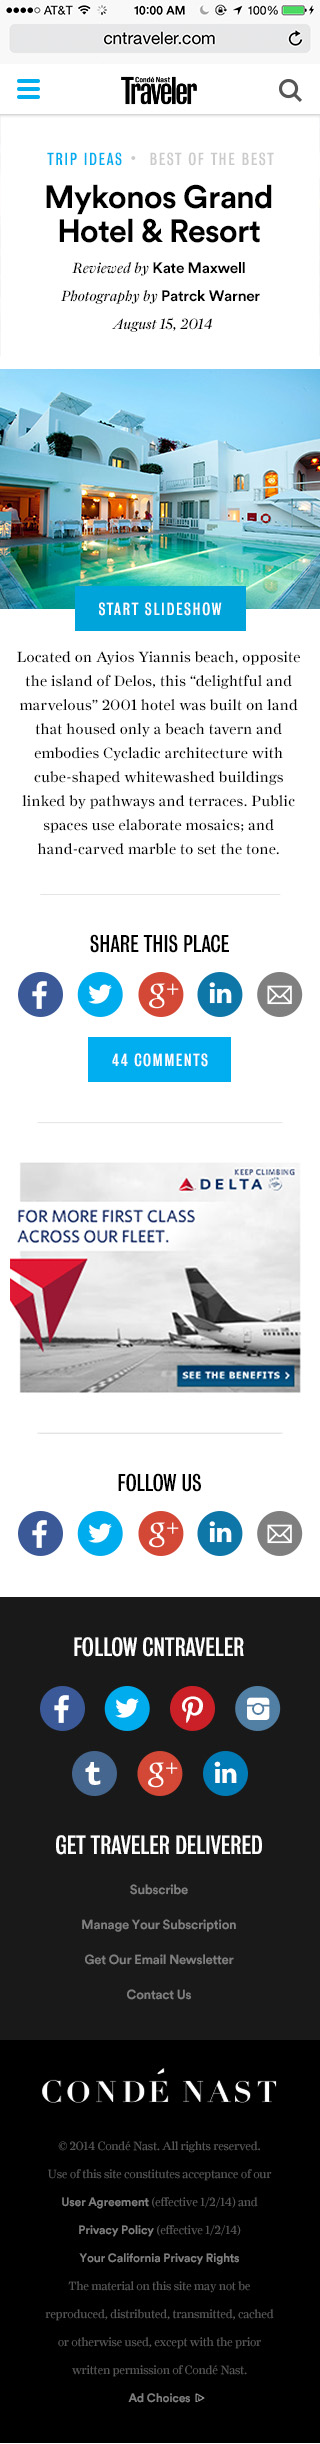 AT&T 10:00 AM 100%
cntraveler.com
Condé Nast
Traveler
TRIP IDEAS • BEST OF THE BEST
Mykonos Grand
Hotel & Resort
Reviewed by Kate Maxwell
Photography by Patrck Warner
August 15, 2014
START SLIDESHOW
Located on Ayios Yiannis beach, opposite
the island of Delos, this “delightful and
marvelous” 2001 hotel was built on land
that housed only a beach tavern and
embodies Cycladic architecture with
cube-shaped whitewashed buildings
linked by pathways and terraces. Public
spaces use elaborate mosaics; and
hand-carved marble to set the tone.
SHARE THIS PLACE
f g+ in
44 COMMENTS
KEEP CLIMBING
DELTA
FOR MORE FIRST CLASS
ACROSS OUR FLEET.
SEE THE BENEFITS >
FOLLOW US
f g+ in
FOLLOW CNTRAVELER
f
t g+ in
GET TRAVELER DELIVERED
Subscribe
Manage Your Subscription
Get Our Email Newsletter
Contact Us
CONDÉ NAST
© 2014 Condé Nast. All rights reserved.
Use of this site constitutes acceptance of our
User Agreement (effective 1/2/14) and
Privacy Policy (effective 1/2/14)
Your California Privacy Rights
The material on this site may not be
reproduced, distributed, transmitted, cached
or otherwise used, except with the prior
written permission of Condé Nast.
Ad Choices